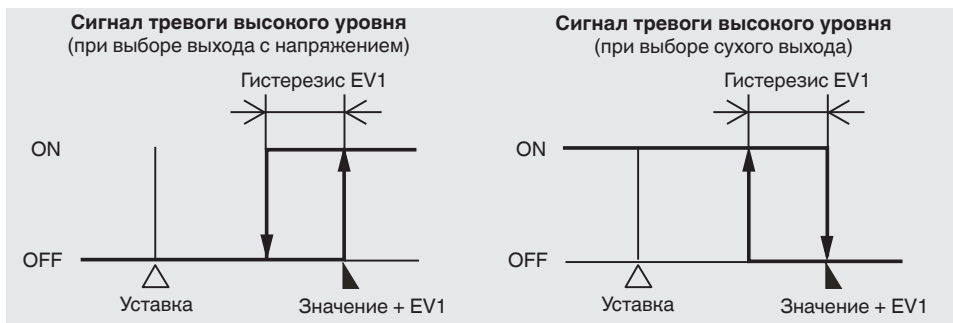 Сигнал тревоги высокого уровня
(при выборе выхода с напряжением)
Гистерезис EV1
ON
OFF
Уставка
Значение + EV1
Сигнал тревоги высокого уровня
(при выборе сухого выхода)
Гистерезис EV1
ON
OFF
Уставка
Значение + EV1